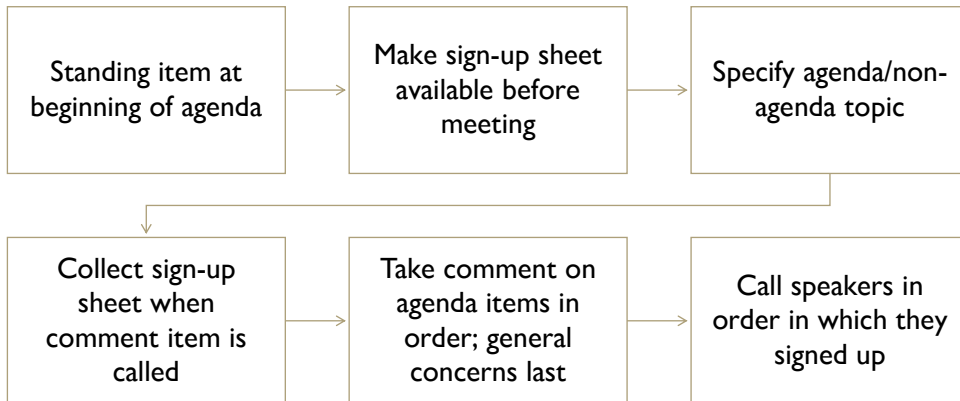 Standing item at
beginning of agenda
Make sign-up sheet
available before
meeting
Specify agenda/non-
agenda topic
Collect sign-up
sheet when
comment item is
called
Take comment on
agenda items in
order; general
concerns last
Call speakers in
order in which they
signed up